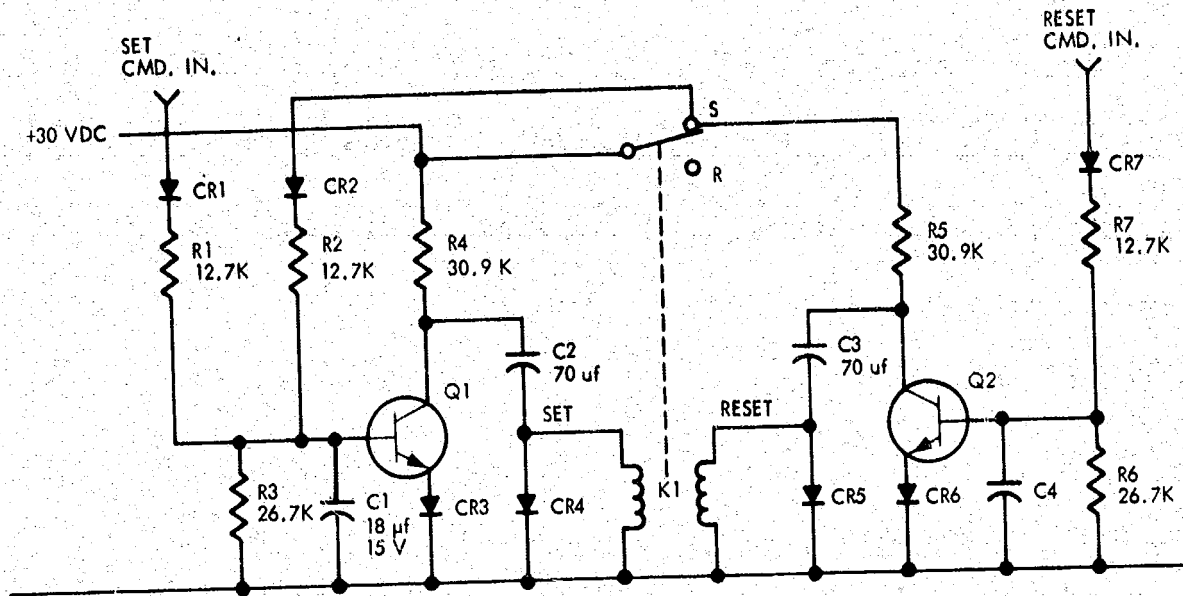 SET
CMD. IN.
RESET
CMD. IN.
+30 VDC
S
R
CR1
CR2
CR7
R1
12.7K
R2
12.7K
R4
30.9 K
R5
30.9K
R7
12.7K
C2
70 uf
C3
70 uf
Q1
Q2
SET
RESET
K1
R3
26.7K
C1
18 µf
15 V
CR3
CR4
CR5
CR6
C4
R6
26.7K